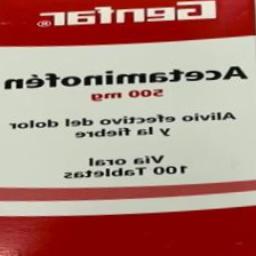 Genfar®
Acetaminofén
500 mg
Alivio efectivo del dolor
y la fiebre
Vía oral
100 Tabletas